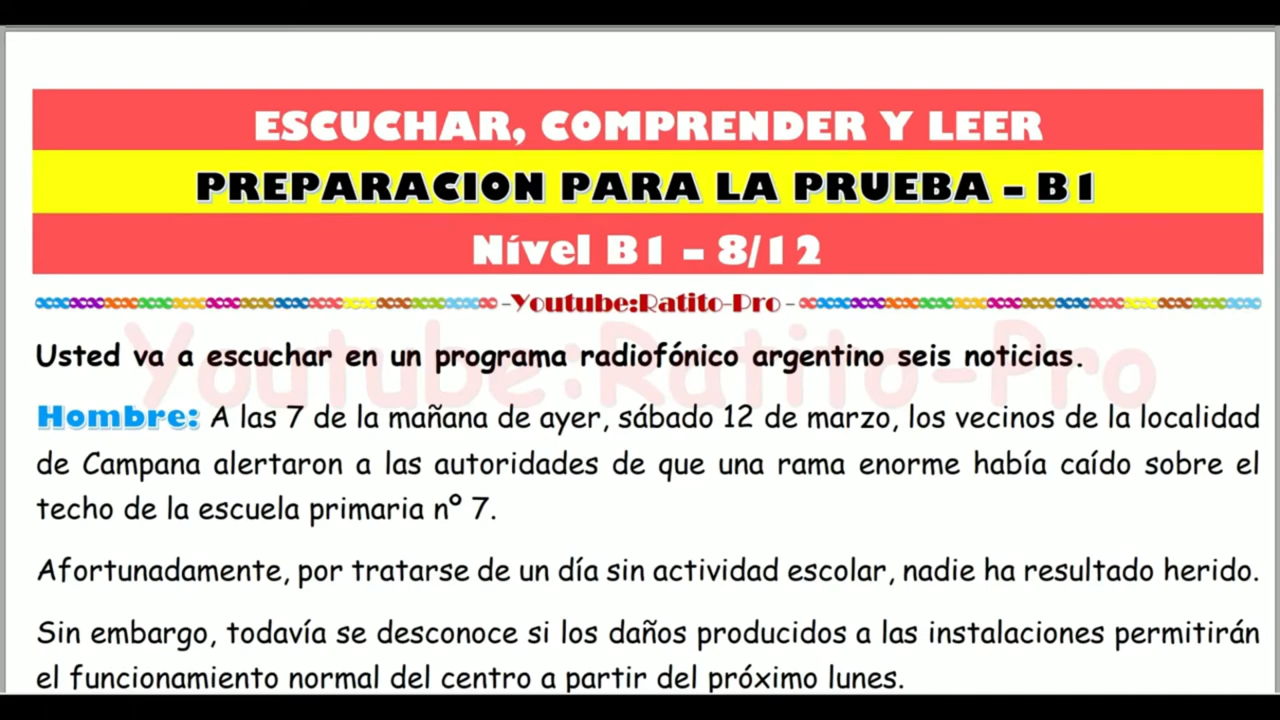 ESCUCHAR, COMPRENDER Y LEER
PREPARACION PARA LA PRUEBA – B1
Nível B1 – 8/12
-Youtube:Ratito-Pro-
Youtube:Ratito-Pro
Usted va a escuchar en un programa radiofónico argentino seis noticias.
Hombre: A las 7 de la mañana de ayer, sábado 12 de marzo, los vecinos de la localidad
de Campana alertaron a las autoridades de que una rama enorme había caído sobre el
techo de la escuela primaria nº 7.
Afortunadamente, por tratarse de un día sin actividad escolar, nadie ha resultado herido.
Sin embargo, todavía se desconoce si los daños producidos a las instalaciones permitirán
el funcionamiento normal del centro a partir del próximo lunes.